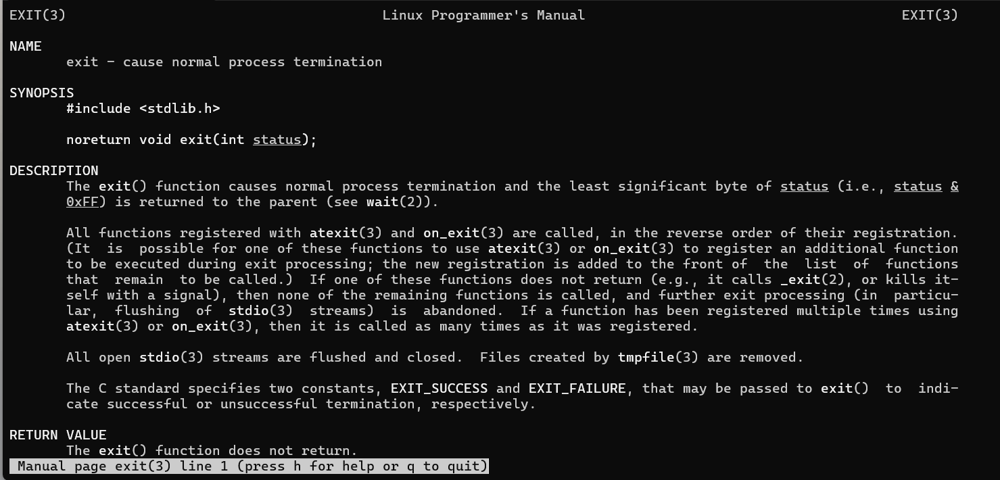 EXIT(3) Linux Programmer's Manual EXIT(3)
NAME
exit - cause normal process termination
SYNOPSIS
#include <stdlib.h>
noreturn void exit(int status);
DESCRIPTION
The exit() function causes normal process termination and the least significant byte of status (i.e., status &
0xFF) is returned to the parent (see wait(2)).
All functions registered with atexit(3) and on_exit(3) are called, in the reverse order of their registration.
(It is possible for one of these functions to use atexit(3) or on_exit(3) to register an additional function
to be executed during exit processing; the new registration is added to the front of the list of functions
that remain to be called.) If one of these functions does not return (e.g., it calls _exit(2), or kills it-
self with a signal), then none of the remaining functions is called, and further exit processing (in particu-
lar, flushing of stdio(3) streams) is abandoned. If a function has been registered multiple times using
atexit(3) or on_exit(3), then it is called as many times as it was registered.
All open stdio(3) streams are flushed and closed. Files created by tmpfile(3) are removed.
The C standard specifies two constants, EXIT_SUCCESS and EXIT_FAILURE, that may be passed to exit() to indi-
cate successful or unsuccessful termination, respectively.
RETURN VALUE
The exit() function does not return.
Manual page exit(3) line 1 (press h for help or q to quit)